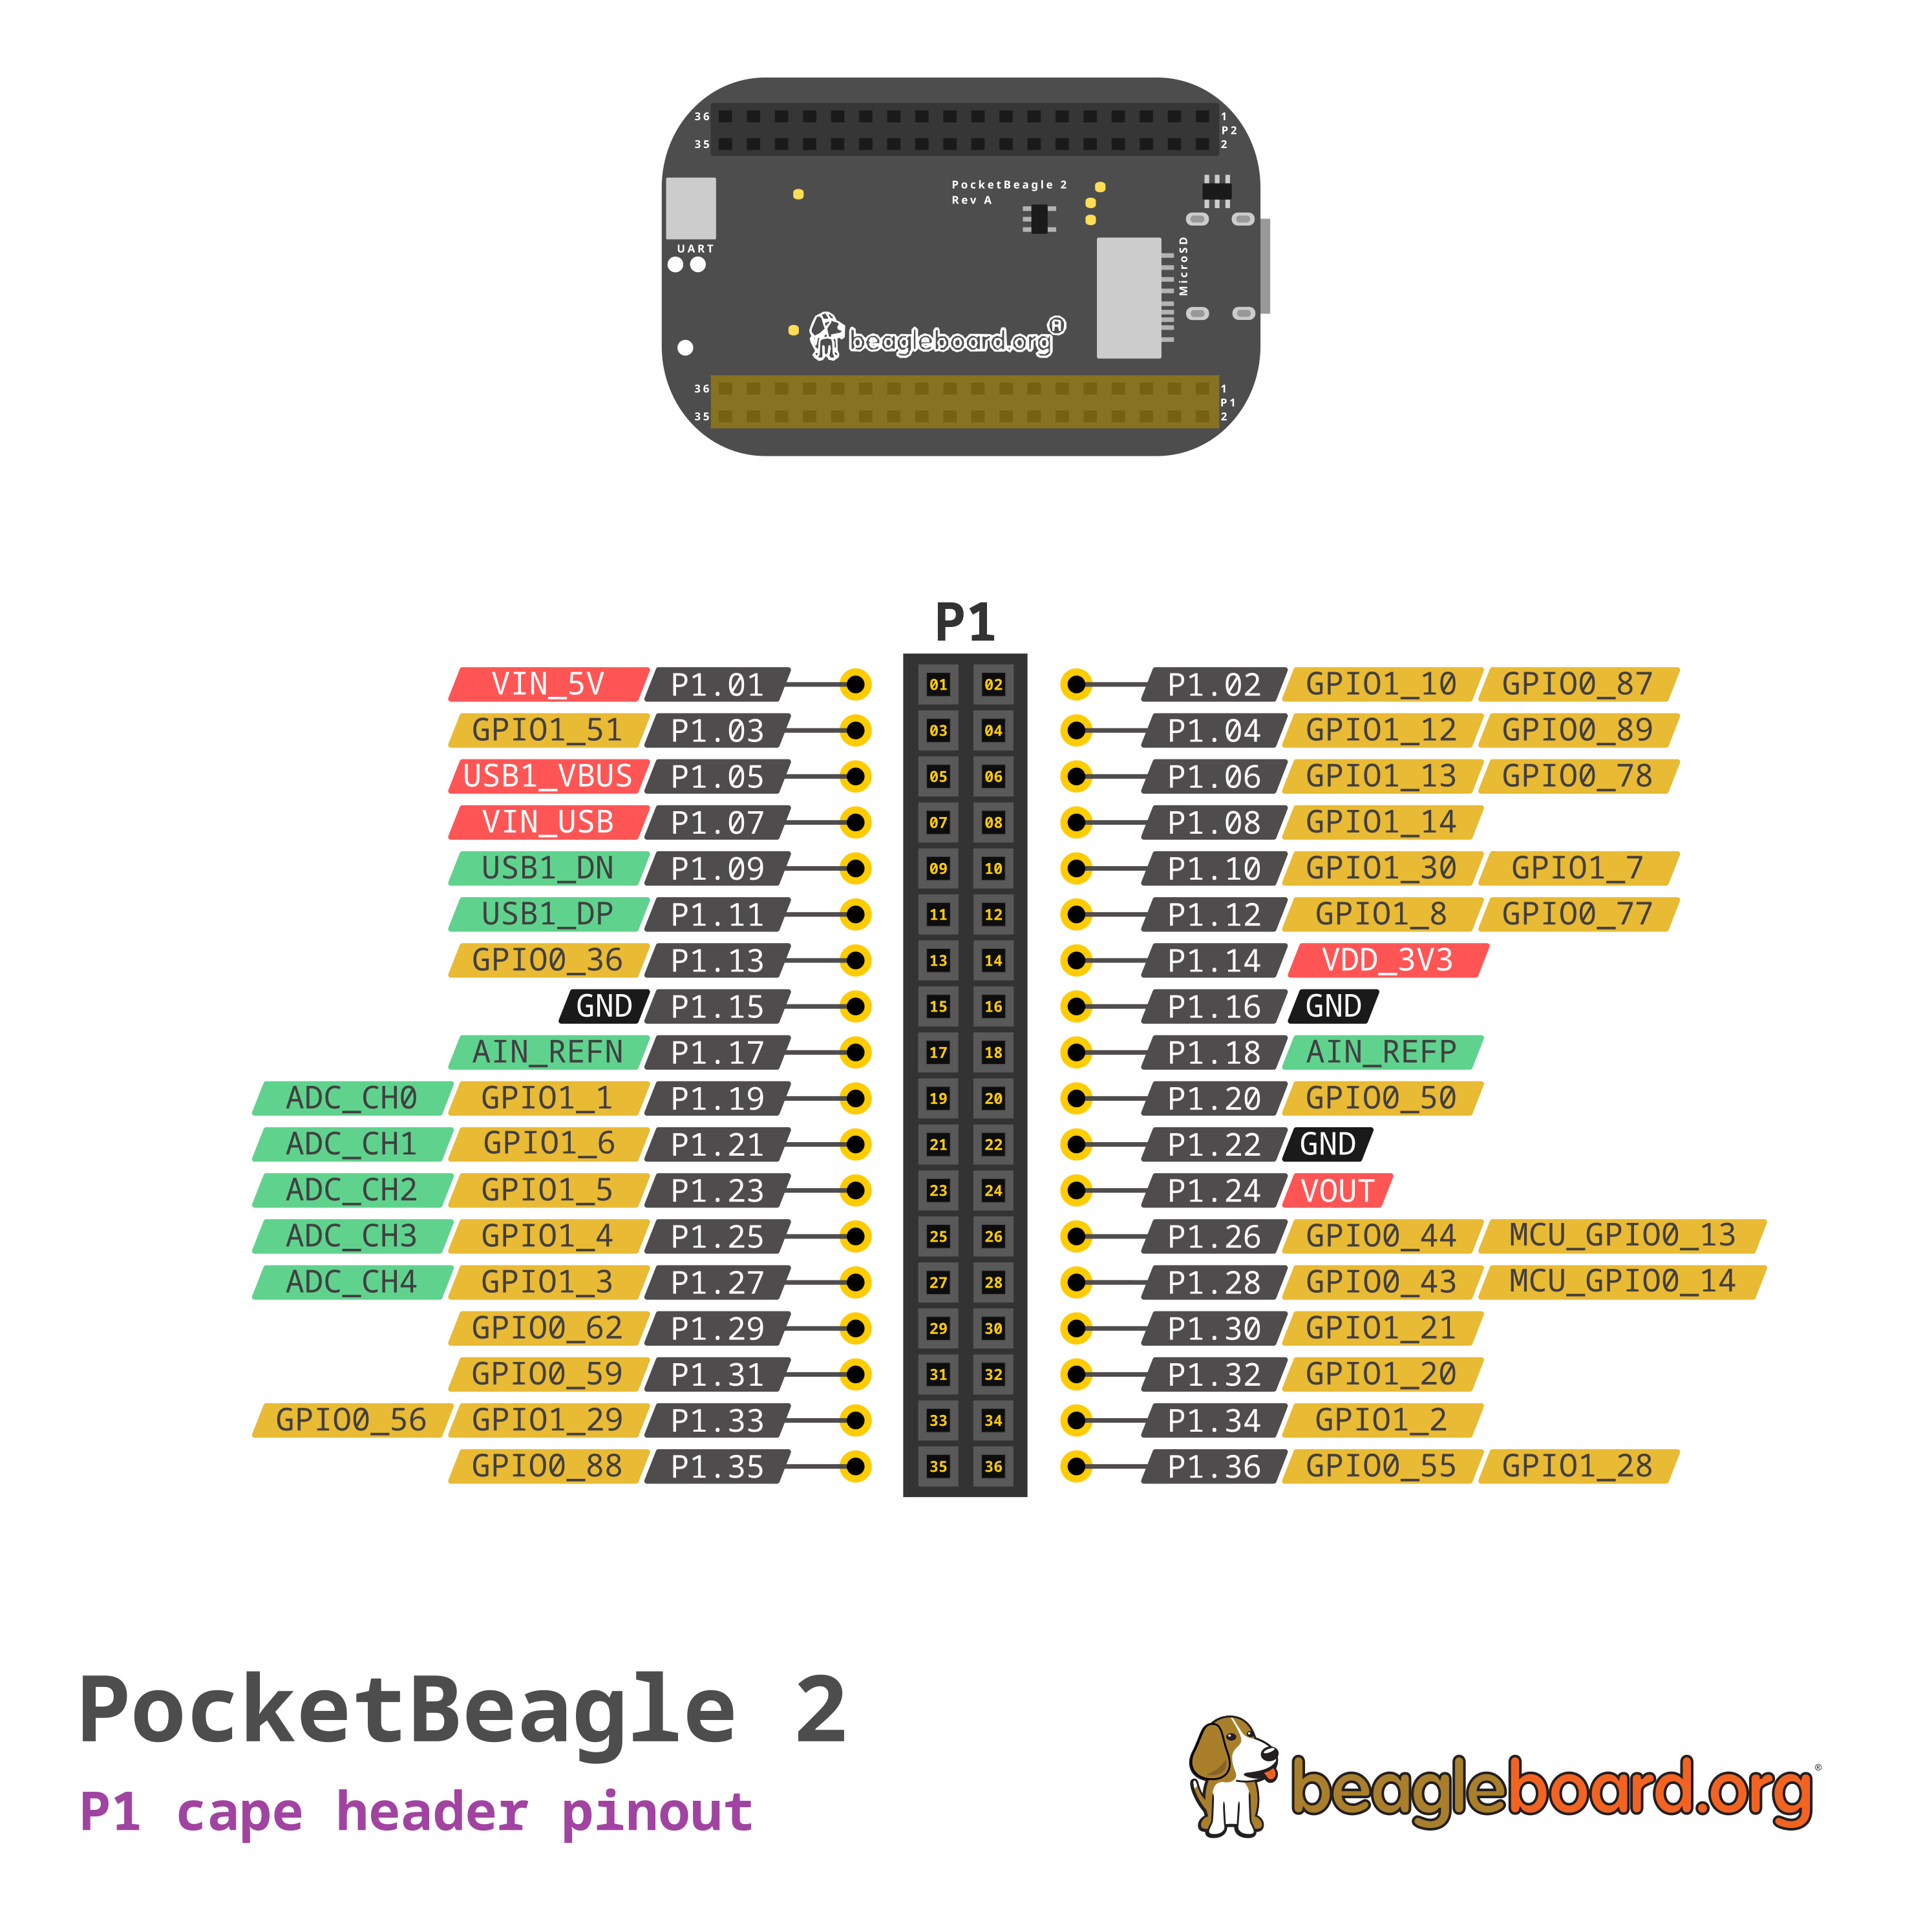 36 1
P2
35 2
PocketBeagle 2
Rev A
UART
MicroSD
beagleboard.org®
36 1
P1
35 2
P1
VIN_5V P1.01 01 02 P1.02 GPIO1_10 GPIO0_87
GPIO1_51 P1.03 03 04 P1.04 GPIO1_12 GPIO0_89
USB1_VBUS P1.05 05 06 P1.06 GPIO1_13 GPIO0_78
VIN_USB P1.07 07 08 P1.08 GPIO1_14
USB1_DN P1.09 09 10 P1.10 GPIO1_30 GPIO1_7
USB1_DP P1.11 11 12 P1.12 GPIO1_8 GPIO0_77
GPIO0_36 P1.13 13 14 P1.14 VDD_3V3
GND P1.15 15 16 P1.16 GND
AIN_REFN P1.17 17 18 P1.18 AIN_REFP
ADC_CH0 GPIO1_1 P1.19 19 20 P1.20 GPIO0_50
ADC_CH1 GPIO1_6 P1.21 21 22 P1.22 GND
ADC_CH2 GPIO1_5 P1.23 23 24 P1.24 VOUT
ADC_CH3 GPIO1_4 P1.25 25 26 P1.26 GPIO0_44 MCU_GPIO0_13
ADC_CH4 GPIO1_3 P1.27 27 28 P1.28 GPIO0_43 MCU_GPIO0_14
GPIO0_62 P1.29 29 30 P1.30 GPIO1_21
GPIO0_59 P1.31 31 32 P1.32 GPIO1_20
GPIO0_56 GPIO1_29 P1.33 33 34 P1.34 GPIO1_2
GPIO0_88 P1.35 35 36 P1.36 GPIO0_55 GPIO1_28
PocketBeagle 2
P1 cape header pinout
beagleboard.org®